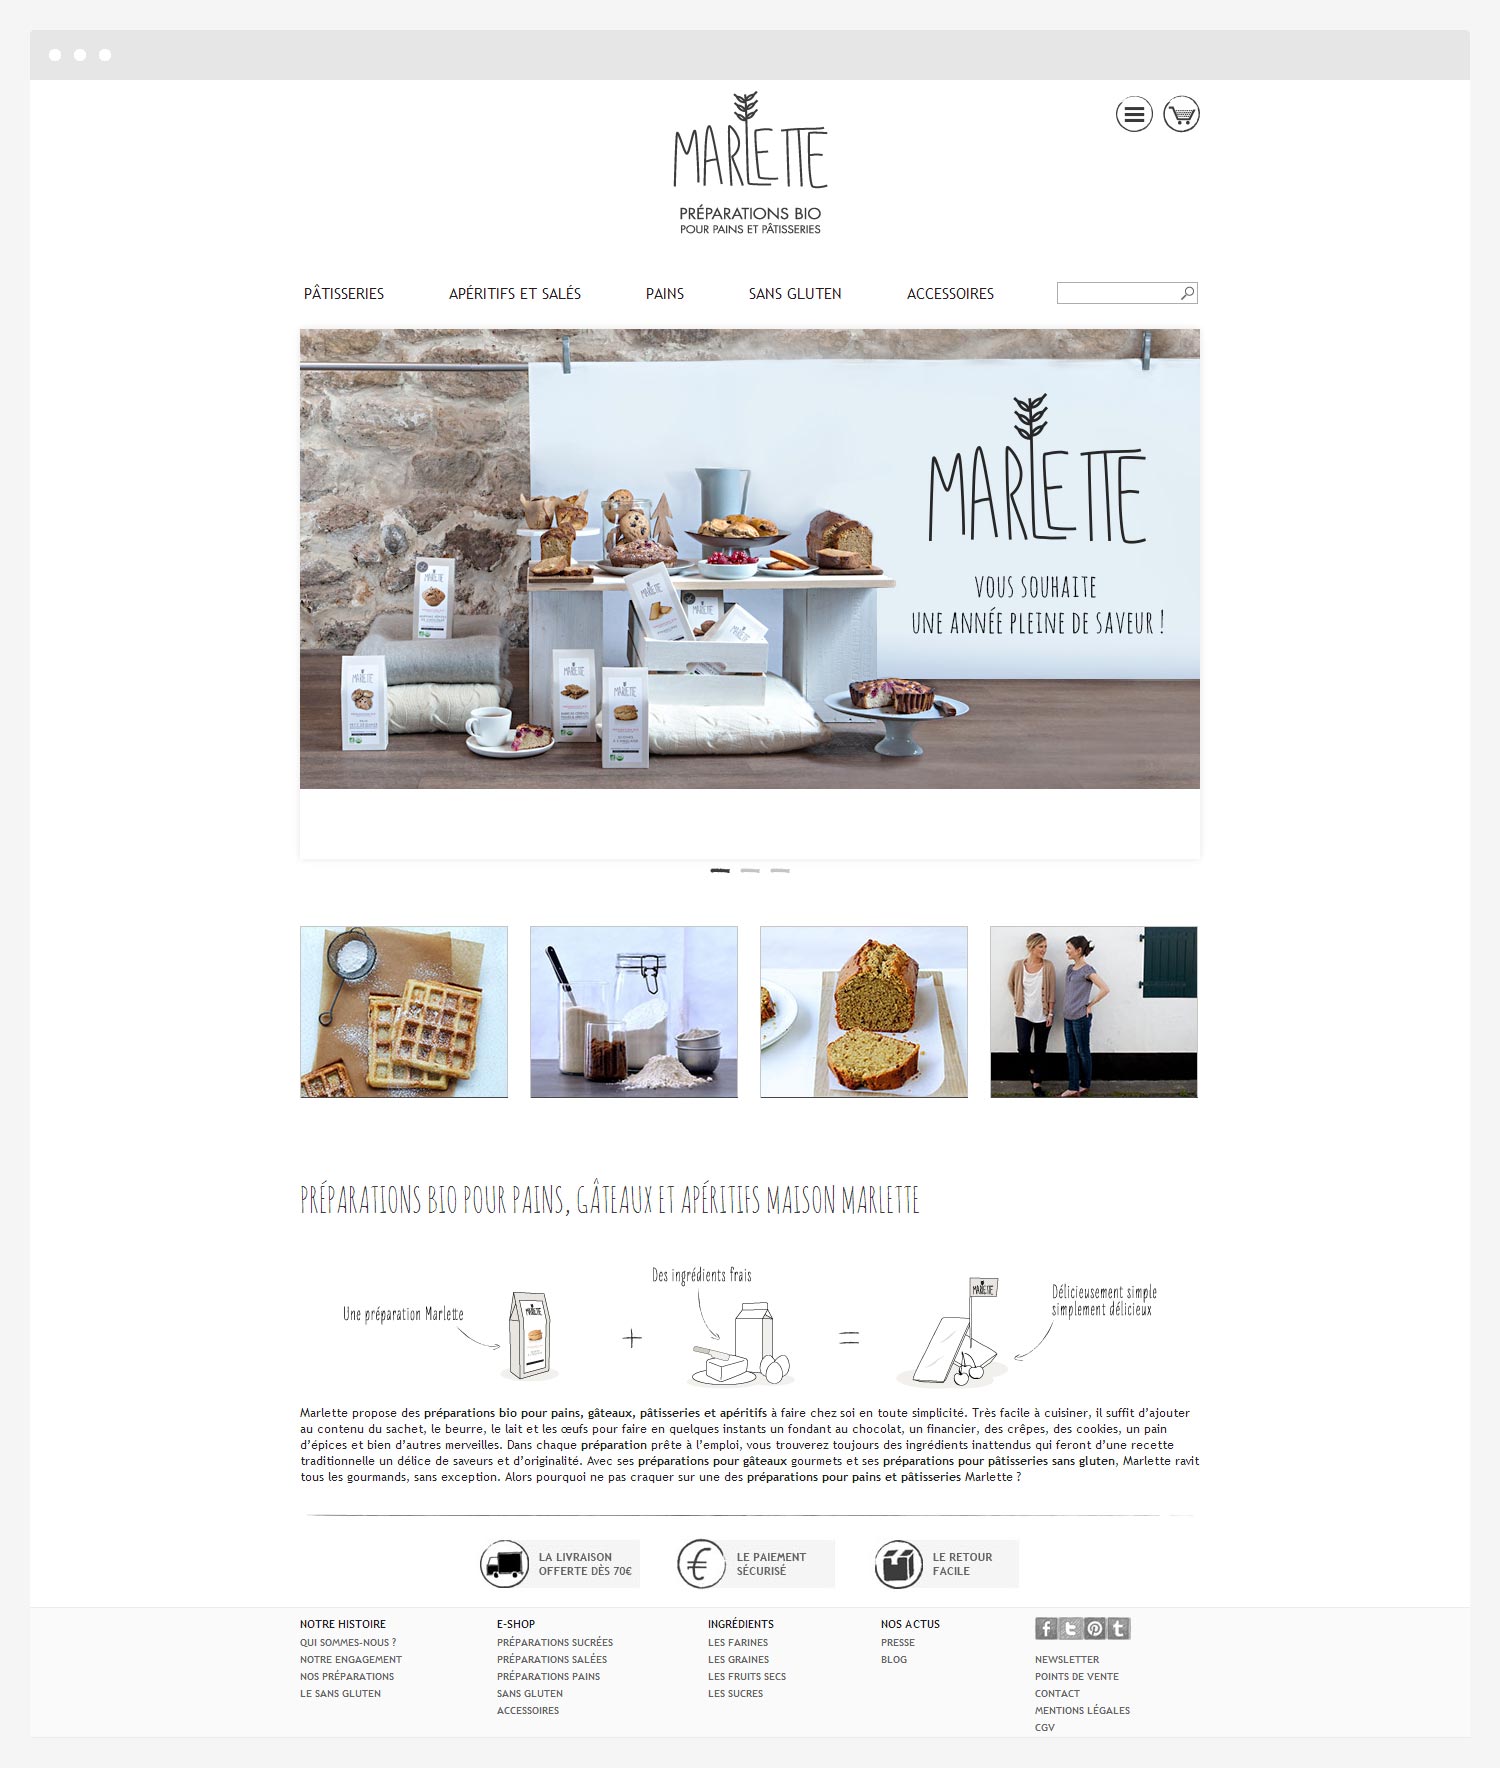 MARLETTE
PRÉPARATIONS BIO
POUR PAINS ET PÂTISSERIES
PÂTISSERIES
APÉRITIFS ET SALÉS
PAINS
SANS GLUTEN
ACCESSOIRES
MARLETTE
VOUS SOUHAITE
UNE ANNÉE PLEINE DE SAVEUR !
MARLETTE
MARLETTE
MARLETTE
MARLETTE
PRÉPARATIONS BIO POUR PAINS, GÂTEAUX ET APÉRITIFS MAISON MARLETTE
Une préparation Marlette
MARLETTE
+
Des ingrédients frais
=
MARLETTE
Délicieusement simple
simplement délicieux
Marlette propose des préparations bio pour pains, gâteaux, pâtisseries et apéritifs à faire chez soi en toute simplicité. Très facile à cuisiner, il suffit d’ajouter
au contenu du sachet, le beurre, le lait et les œufs pour faire en quelques instants un fondant au chocolat, un financier, des crêpes, des cookies, un pain
d’épices et bien d’autres merveilles. Dans chaque préparation prête à l’emploi, vous trouverez toujours des ingrédients inattendus qui feront d’une recette
traditionnelle un délice de saveurs et d’originalité. Avec ses préparations pour gâteaux gourmets et ses préparations pour pâtisseries sans gluten, Marlette ravit
tous les gourmands, sans exception. Alors pourquoi ne pas craquer sur une des préparations pour pains et pâtisseries Marlette ?
LA LIVRAISON
OFFERTE DÈS 70€
€
LE PAIEMENT
SÉCURISÉ
LE RETOUR
FACILE
NOTRE HISTOIRE
QUI SOMMES-NOUS ?
NOTRE ENGAGEMENT
NOS PRÉPARATIONS
LE SANS GLUTEN
E-SHOP
PRÉPARATIONS SUCRÉES
PRÉPARATIONS SALÉES
PRÉPARATIONS PAINS
SANS GLUTEN
ACCESSOIRES
INGRÉDIENTS
LES FARINES
LES GRAINES
LES FRUITS SECS
LES SUCRES
NOS ACTUS
PRESSE
BLOG
NEWSLETTER
POINTS DE VENTE
CONTACT
MENTIONS LÉGALES
CGV